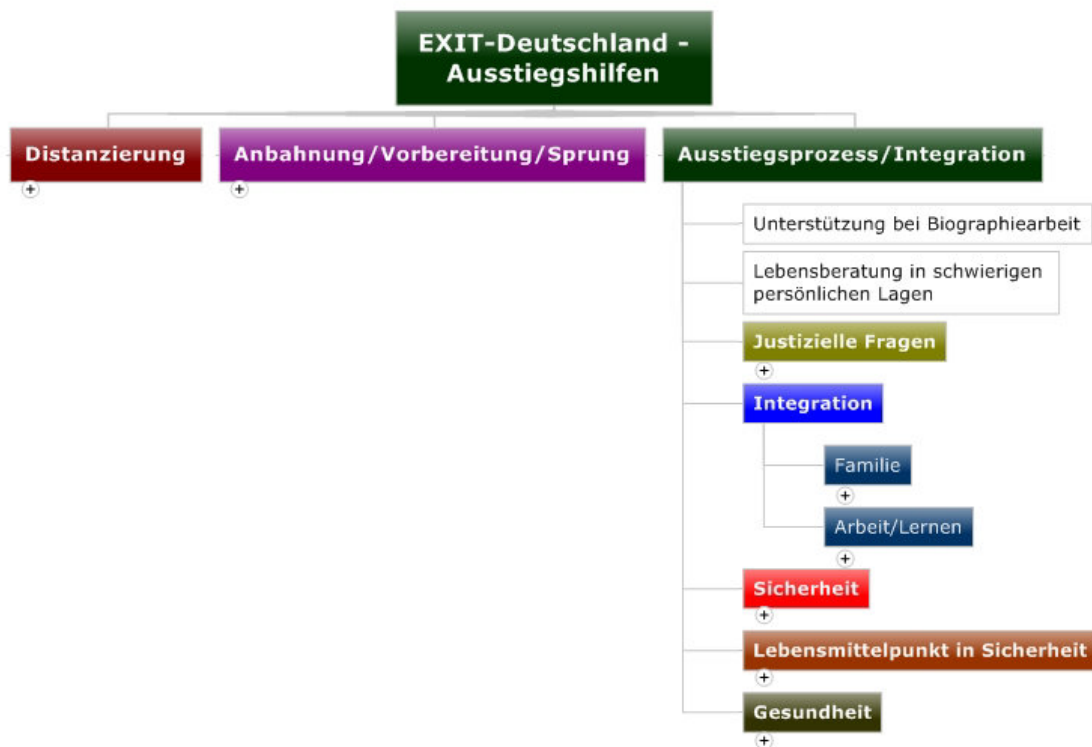 EXIT-Deutschland -
Ausstiegshilfen
Distanzierung
Anbahnung/Vorbereitung/Sprung
Ausstiegsprozess/Integration
Unterstützung bei Biographiearbeit
Lebensberatung in schwierigen
persönlichen Lagen
Justizielle Fragen
Integration
Familie
Arbeit/Lernen
Sicherheit
Lebensmittelpunkt in Sicherheit
Gesundheit